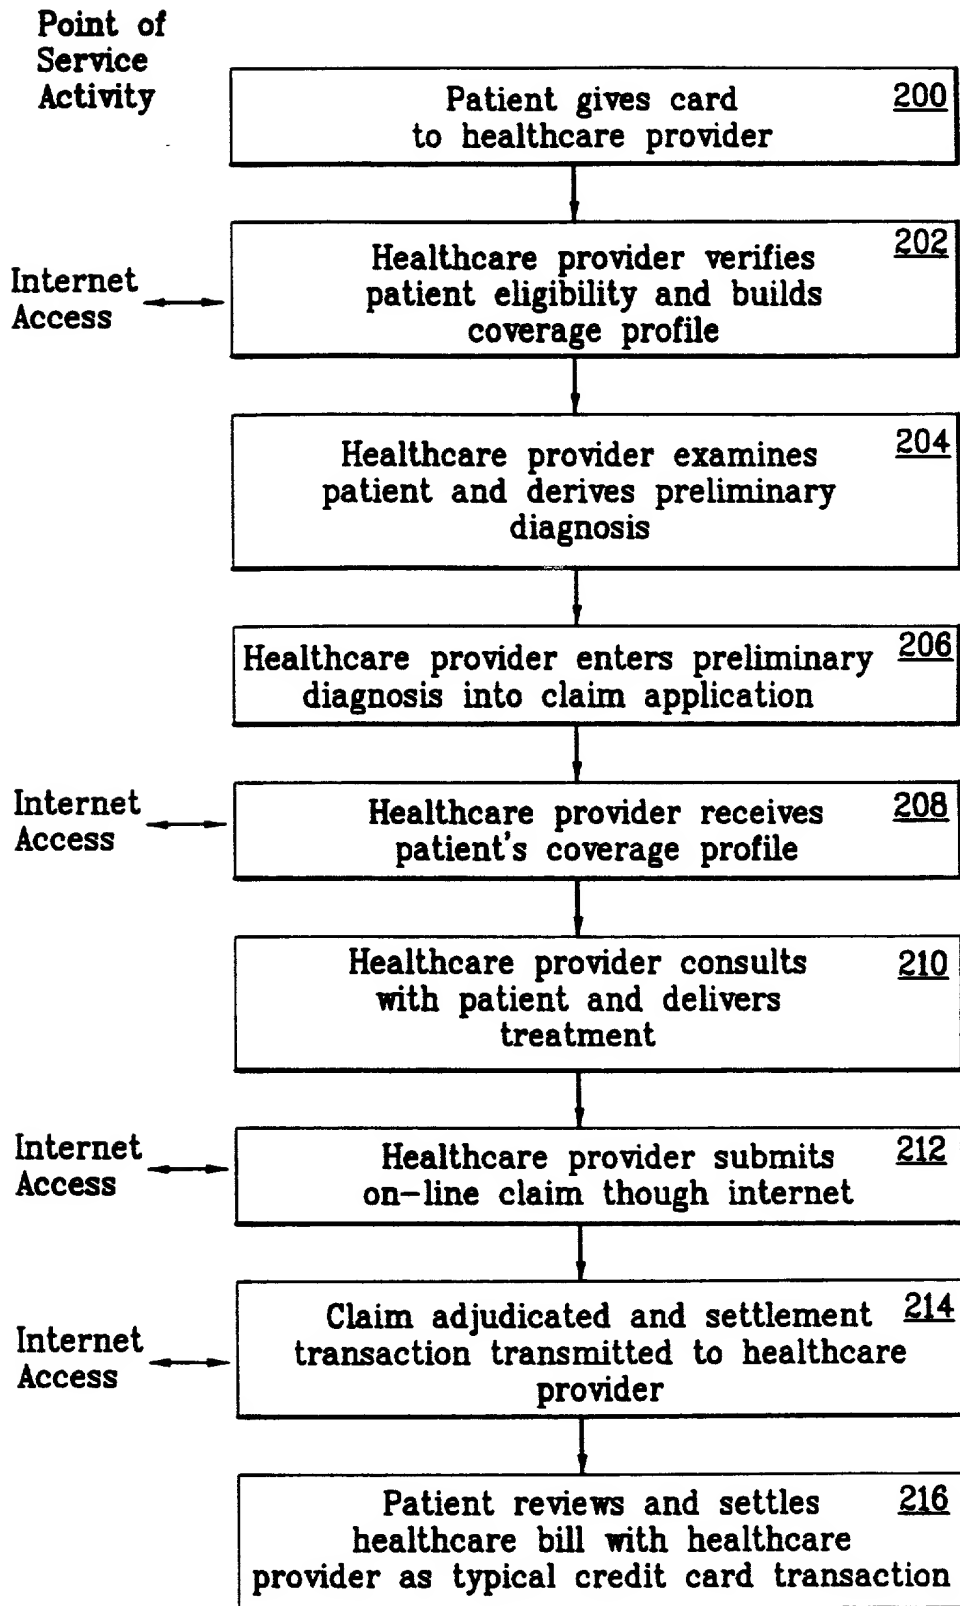 Point of
Service
Activity
200
Patient gives card
to healthcare provider
202
Healthcare provider verifies
patient eligibility and builds
coverage profile
Internet
Access
204
Healthcare provider examines
patient and derives preliminary
diagnosis
206
Healthcare provider enters preliminary
diagnosis into claim application
Internet
Access
208
Healthcare provider receives
patient's coverage profile
210
Healthcare provider consults
with patient and delivers
treatment
Internet
Access
212
Healthcare provider submits
on-line claim though internet
Internet
Access
214
Claim adjudicated and settlement
transaction transmitted to healthcare
provider
216
Patient reviews and settles
healthcare bill with healthcare
provider as typical credit card transaction